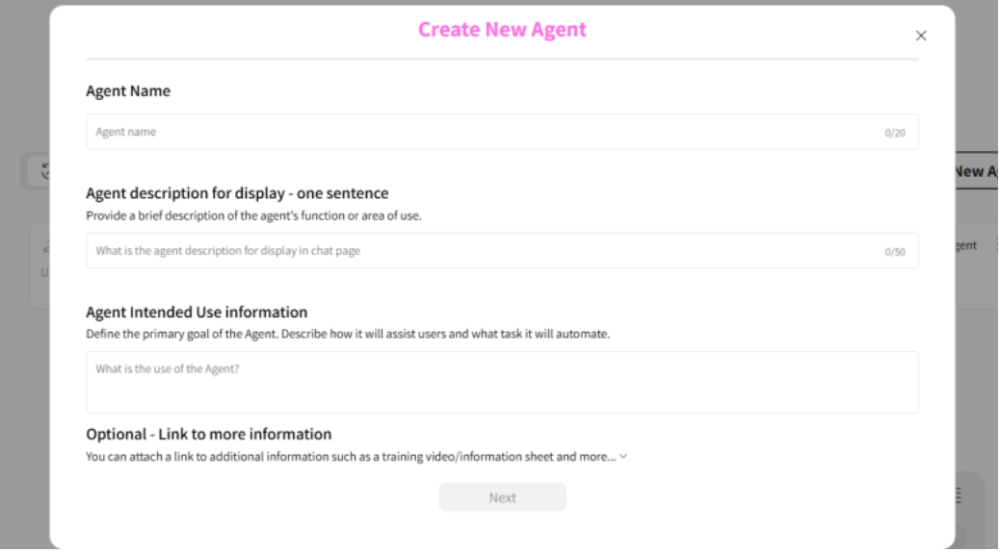 Create New Agent
Agent Name
Agent name
0/20
New A
Agent description for display - one sentence
Provide a brief description of the agent's function or area of use.
What is the agent description for display in chat page
0/50
gent
U
Agent Intended Use information
Define the primary goal of the Agent. Describe how it will assist users and what task it will automate.
What is the use of the Agent?
Optional - Link to more information
You can attach a link to additional information such as a training video/information sheet and more...
Next